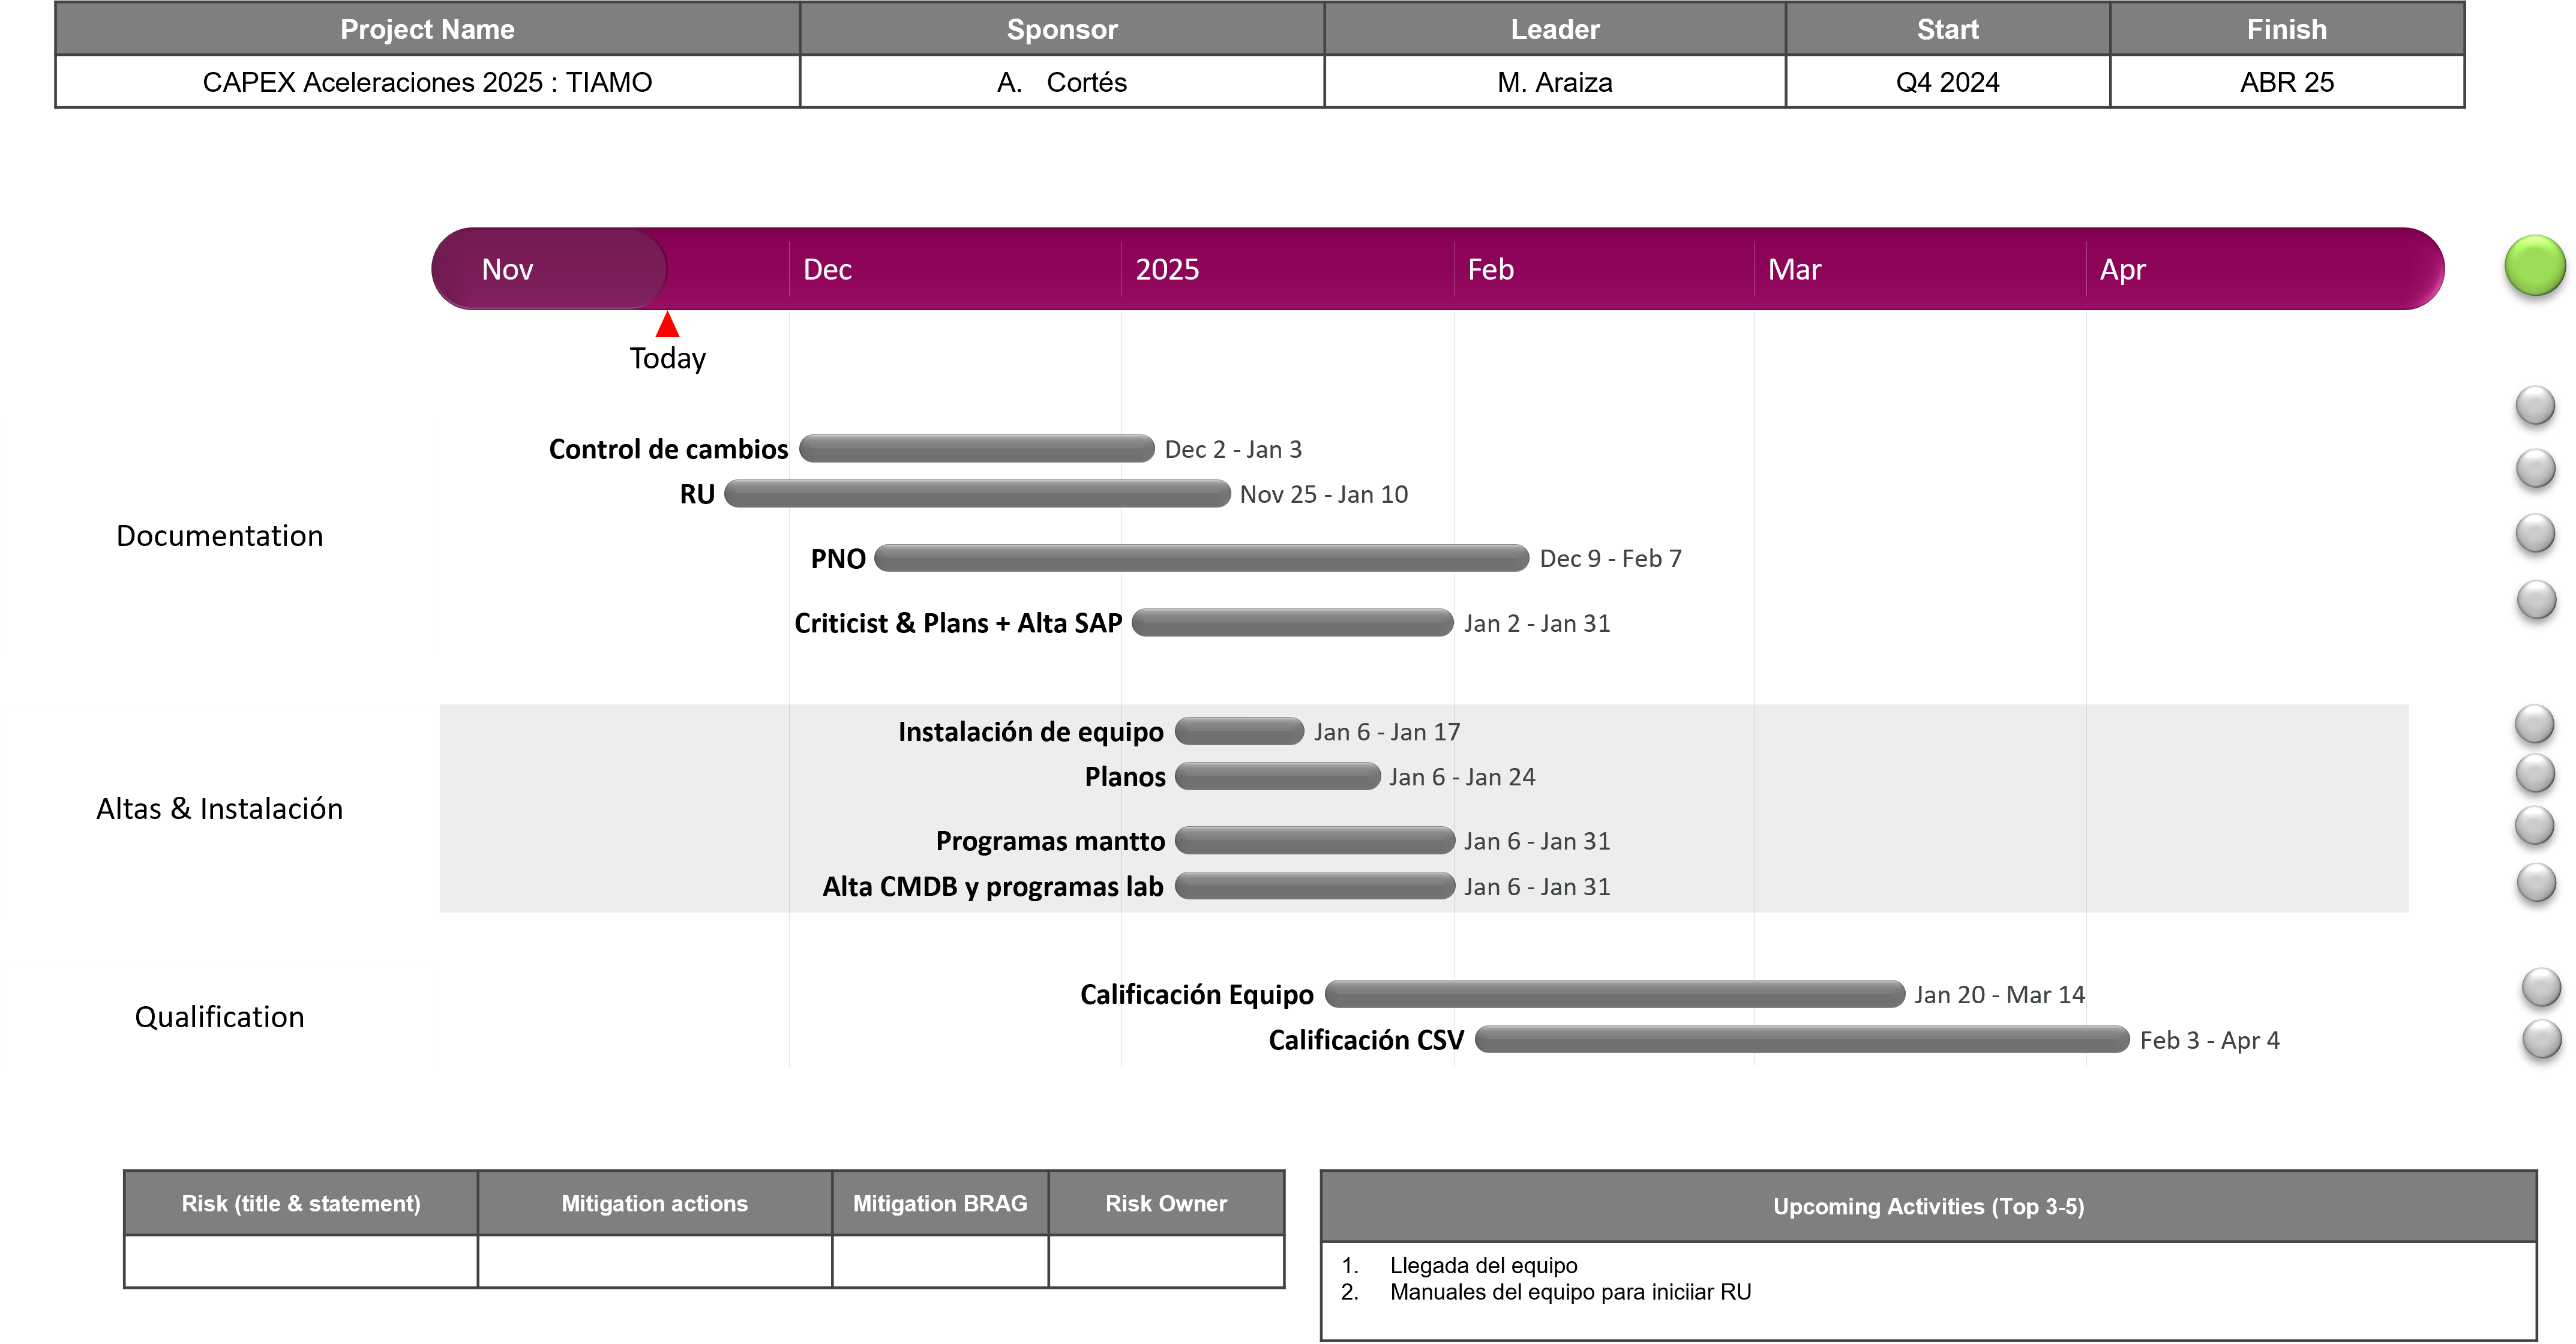 Project Name Sponsor Leader Start Finish
CAPEX Aceleraciones 2025 : TIAMO A. Cortés M. Araiza Q4 2024 ABR 25
Nov Dec 2025 Feb Mar Apr
Today
Documentation
Control de cambios Dec 2 - Jan 3
RU Nov 25 - Jan 10
PNO Dec 9 - Feb 7
Criticist & Plans + Alta SAP Jan 2 - Jan 31
Altas & Instalación
Instalación de equipo Jan 6 - Jan 17
Planos Jan 6 - Jan 24
Programas mantto Jan 6 - Jan 31
Alta CMDB y programas lab Jan 6 - Jan 31
Qualification
Calificación Equipo Jan 20 - Mar 14
Calificación CSV Feb 3 - Apr 4
Risk (title & statement) Mitigation actions Mitigation BRAG Risk Owner
Upcoming Activities (Top 3-5)
1. Llegada del equipo
2. Manuales del equipo para iniciiar RU